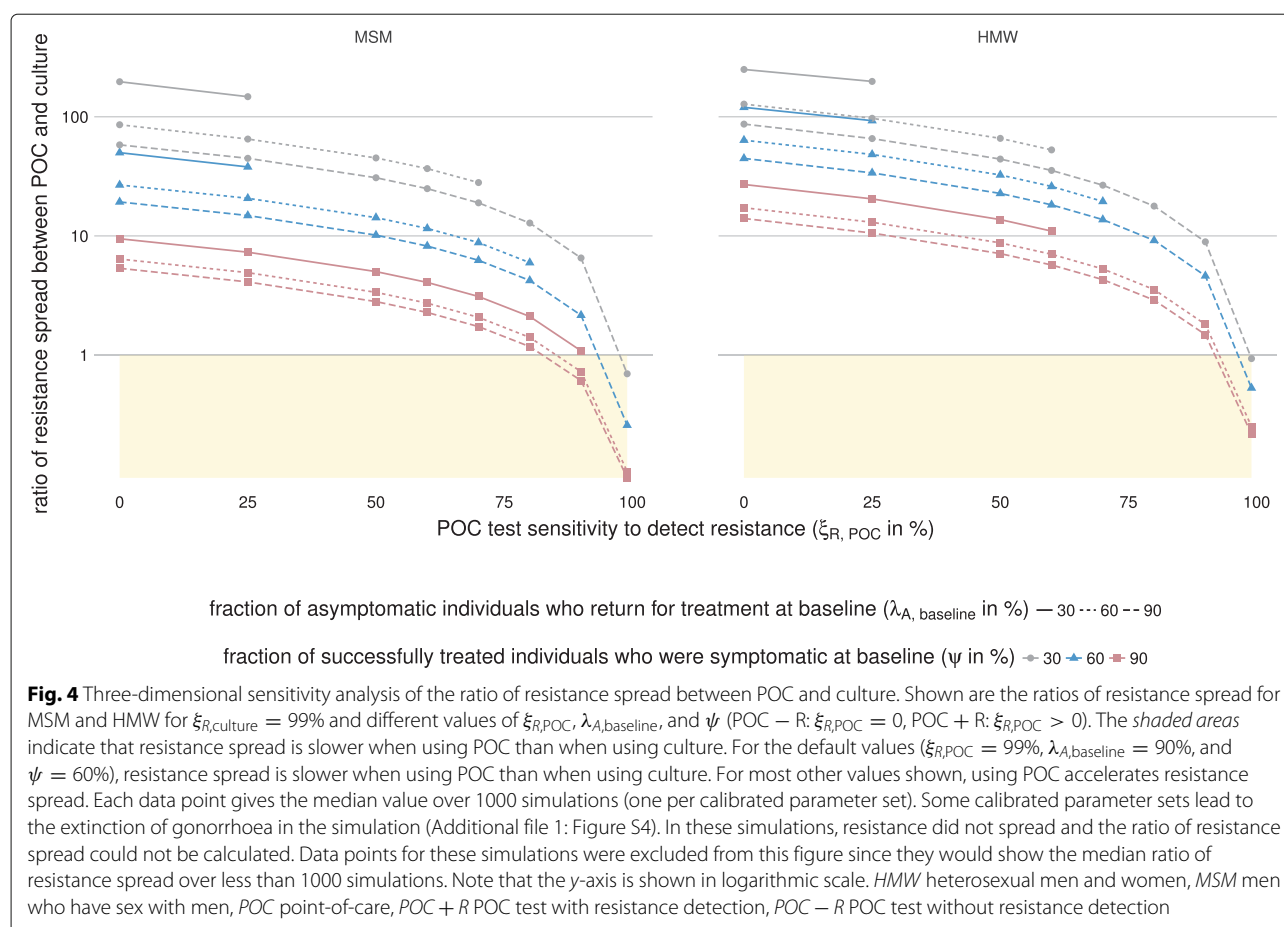 MSM
HMW
ratio of resistance spread between POC and culture
100
10
1
0 25 50 75 100
0 25 50 75 100
POC test sensitivity to detect resistance (ξR, POC in %)
fraction of asymptomatic individuals who return for treatment at baseline (λA, baseline in %) 30 60 90
fraction of successfully treated individuals who were symptomatic at baseline (ψ in %) 30 60 90
Fig. 4 Three-dimensional sensitivity analysis of the ratio of resistance spread between POC and culture. Shown are the ratios of resistance spread for
MSM and HMW for ξR,culture = 99% and different values of ξR,POC, λA,baseline, and ψ (POC − R: ξR,POC = 0, POC + R: ξR,POC > 0). The shaded areas
indicate that resistance spread is slower when using POC than when using culture. For the default values (ξR,POC = 99%, λA,baseline = 90%, and
ψ = 60%), resistance spread is slower when using POC than when using culture. For most other values shown, using POC accelerates resistance
spread. Each data point gives the median value over 1000 simulations (one per calibrated parameter set). Some calibrated parameter sets lead to
the extinction of gonorrhoea in the simulation (Additional file 1: Figure S4). In these simulations, resistance did not spread and the ratio of resistance
spread could not be calculated. Data points for these simulations were excluded from this figure since they would show the median ratio of
resistance spread over less than 1000 simulations. Note that the y-axis is shown in logarithmic scale. HMW heterosexual men and women, MSM men
who have sex with men, POC point-of-care, POC + R POC test with resistance detection, POC − R POC test without resistance detection